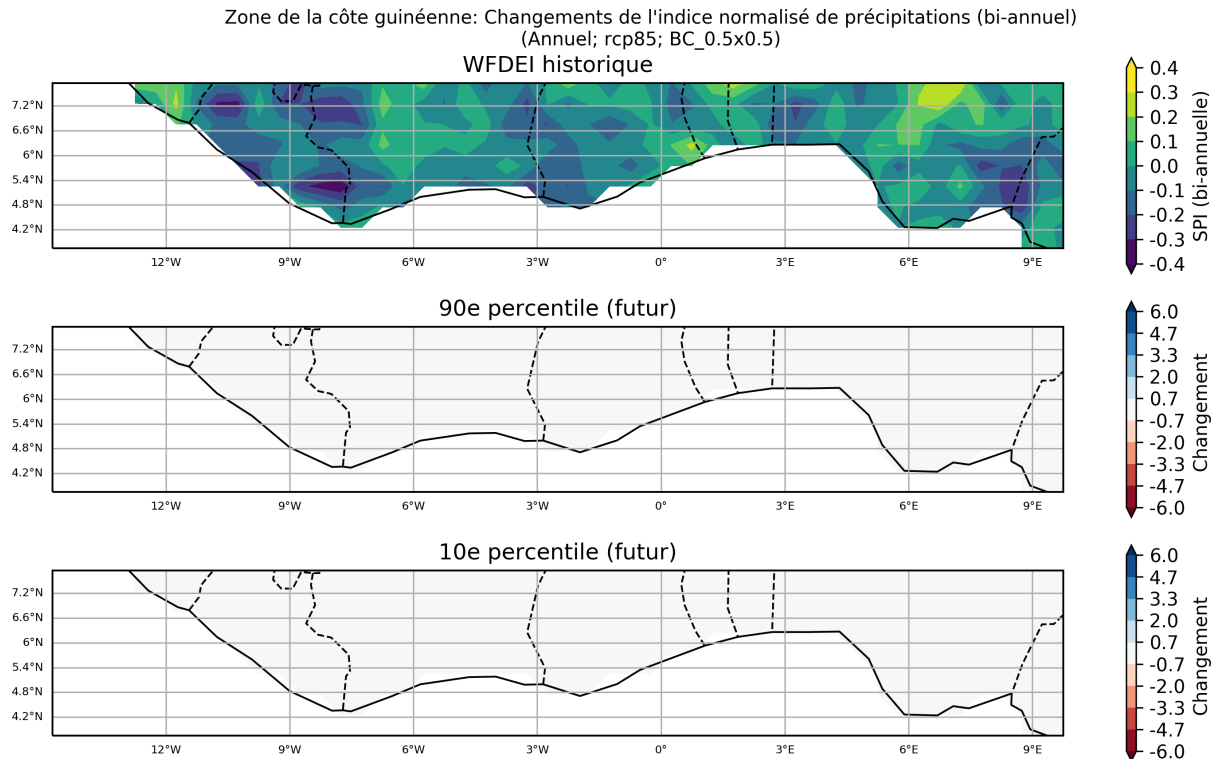 Zone de la côte guinéenne: Changements de l'indice normalisé de précipitations (bi-annuel)
(Annuel; rcp85; BC_0.5x0.5)
WFDEI historique
7.2°N
6.6°N
6°N
5.4°N
4.8°N
4.2°N
12°W 9°W 6°W 3°W 0° 3°E 6°E 9°E
0.4
0.3
0.2
0.1
0.0
-0.1
-0.2
-0.3
-0.4
SPI (bi-annuelle)
90e percentile (futur)
7.2°N
6.6°N
6°N
5.4°N
4.8°N
4.2°N
12°W 9°W 6°W 3°W 0° 3°E 6°E 9°E
6.0
4.7
3.3
2.0
0.7
-0.7
-2.0
-3.3
-4.7
-6.0
Changement
10e percentile (futur)
7.2°N
6.6°N
6°N
5.4°N
4.8°N
4.2°N
12°W 9°W 6°W 3°W 0° 3°E 6°E 9°E
6.0
4.7
3.3
2.0
0.7
-0.7
-2.0
-3.3
-4.7
-6.0
Changement